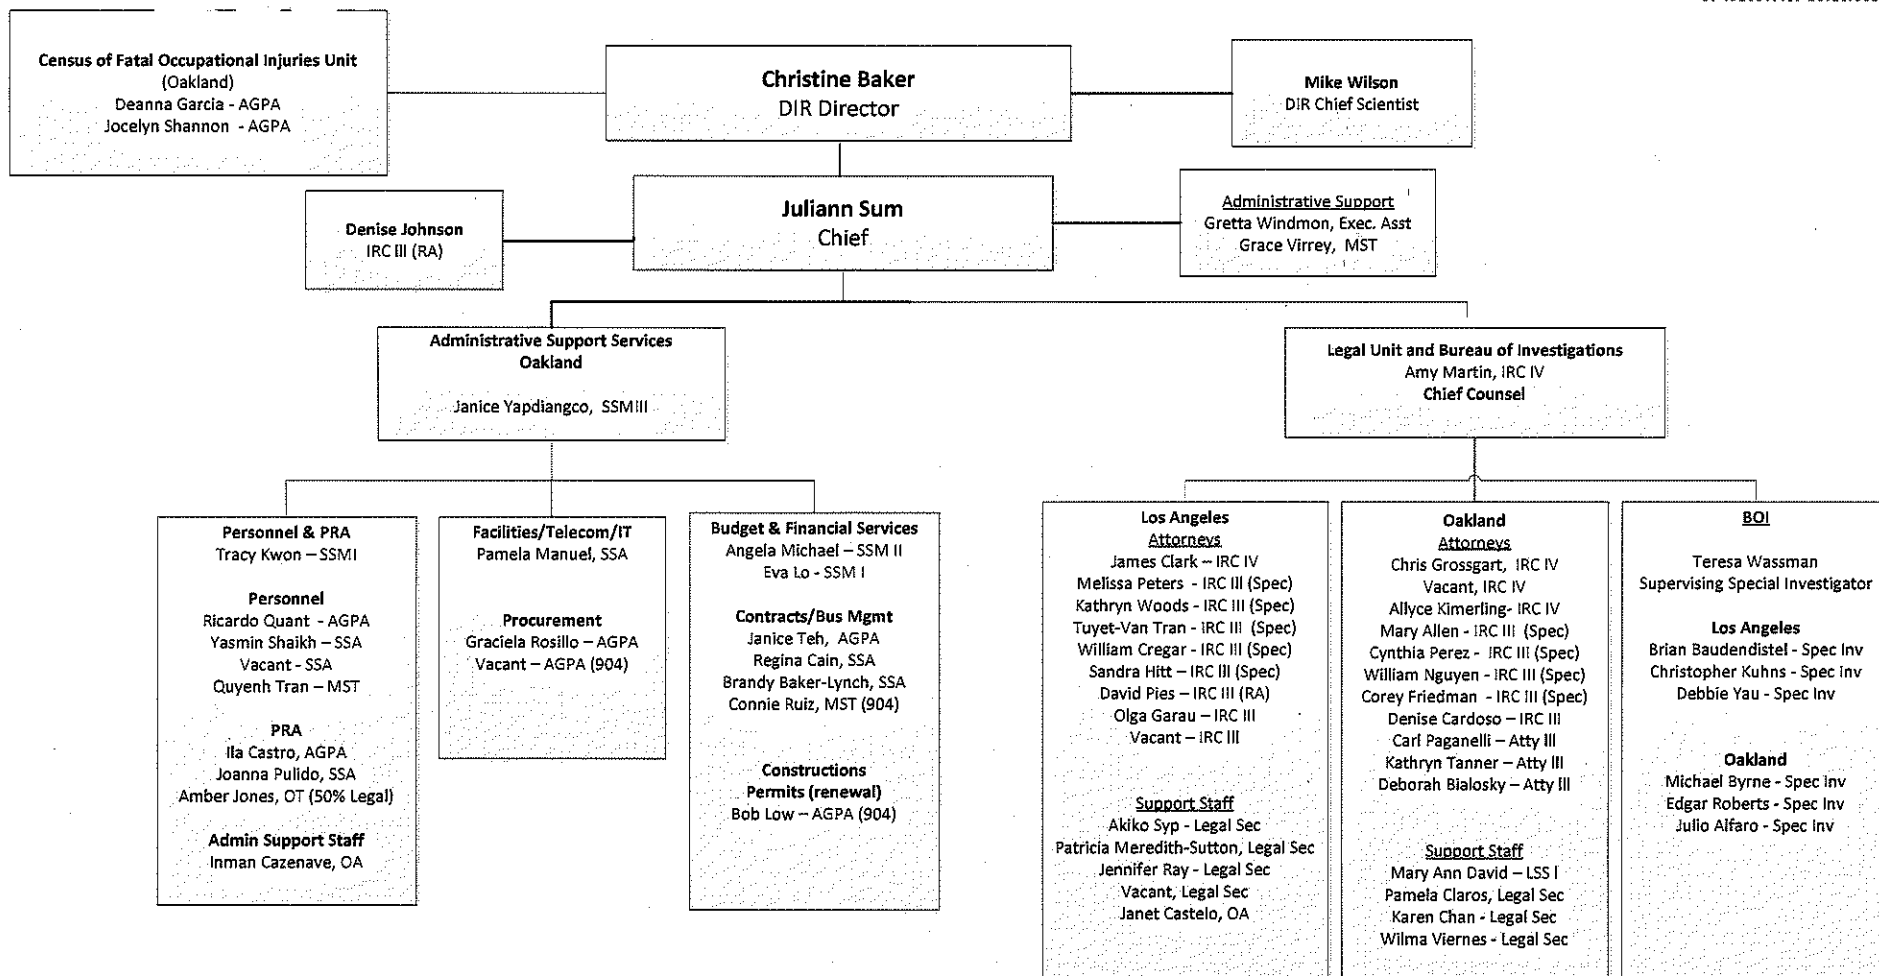 Census of Fatal Occupational Injuries Unit
(Oakland)
Deanna Garcia - AGPA
Jocelyn Shannon - AGPA
Christine Baker
DIR Director
Mike Wilson
DIR Chief Scientist
Denise Johnson
IRC III (RA)
Juliann Sum
Chief
Administrative Support
Gretta Windmon, Exec. Asst
Grace Virrey, MST
Administrative Support Services
Oakland
Janice Yapdiangco, SSMIII
Legal Unit and Bureau of Investigations
Amy Martin, IRC IV
Chief Counsel
Personnel & PRA
Tracy Kwon – SSMI
Personnel
Ricardo Quant - AGPA
Yasmin Shaikh – SSA
Vacant - SSA
Quyenh Tran – MST
PRA
Ila Castro, AGPA
Joanna Pulido, SSA
Amber Jones, OT (50% Legal)
Admin Support Staff
Inman Cazenave, OA
Facilities/Telecom/IT
Pamela Manuel, SSA
Procurement
Graciela Rosillo – AGPA
Vacant – AGPA (904)
Budget & Financial Services
Angela Michael – SSM II
Eva Lo - SSM I
Contracts/Bus Mgmt
Janice Teh, AGPA
Regina Cain, SSA
Brandy Baker-Lynch, SSA
Connie Ruiz, MST (904)
Constructions
Permits (renewal)
Bob Low – AGPA (904)
Los Angeles
Attorneys
James Clark – IRC IV
Melissa Peters - IRC III (Spec)
Kathryn Woods - IRC III (Spec)
Tuyet-Van Tran - IRC III (Spec)
William Cregar - IRC III (Spec)
Sandra Hitt – IRC III (Spec)
David Pies – IRC III (RA)
Olga Garau – IRC III
Vacant – IRC III
Support Staff
Akiko Syp - Legal Sec
Patricia Meredith-Sutton, Legal Sec
Jennifer Ray - Legal Sec
Vacant, Legal Sec
Janet Castelo, OA
Oakland
Attorneys
Chris Grossgart, IRC IV
Vacant, IRC IV
Allyce Kimerling- IRC IV
Mary Allen - IRC III (Spec)
Cynthia Perez - IRC III (Spec)
William Nguyen - IRC III (Spec)
Corey Friedman - IRC III (Spec)
Denise Cardoso – IRC III
Carl Paganelli – Atty III
Kathryn Tanner – Atty III
Deborah Bialosky – Atty III
Support Staff
Mary Ann David – LSS I
Pamela Claros, Legal Sec
Karen Chan - Legal Sec
Wilma Viernes - Legal Sec
BOI
Teresa Wassman
Supervising Special Investigator
Los Angeles
Brian Baudendistel - Spec Inv
Christopher Kuhns - Spec Inv
Debbie Yau - Spec Inv
Oakland
Michael Byrne - Spec Inv
Edgar Roberts - Spec Inv
Julio Alfaro - Spec Inv